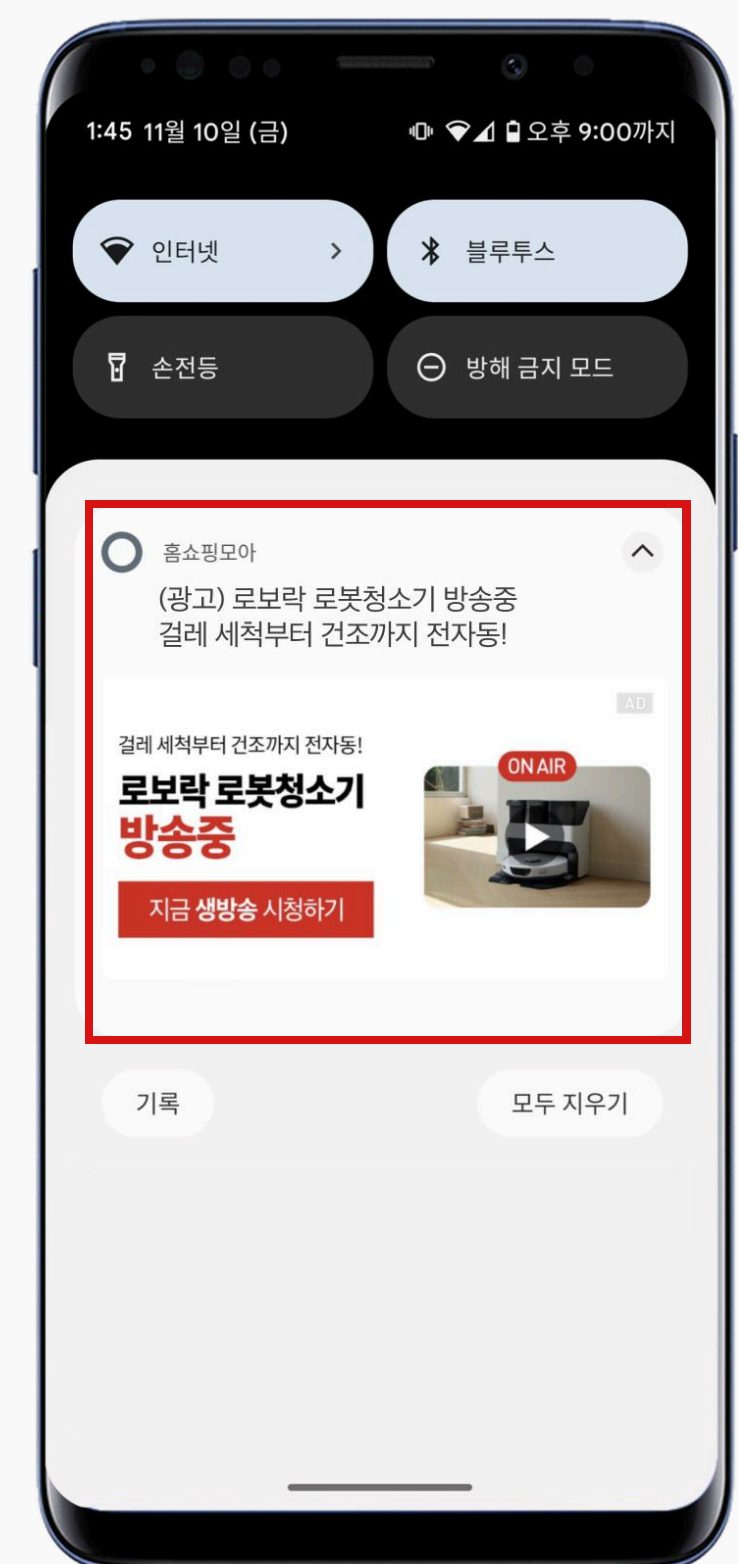 1:45 11월 10일 (금) 오후 9:00까지
인터넷 블루투스
손전등 방해 금지 모드
홈쇼핑모아
(광고) 로보락 로봇청소기 방송중
걸레 세척부터 건조까지 전자동!
AD
걸레 세척부터 건조까지 전자동!
로보락 로봇청소기
방송중
지금 생방송 시청하기
ON AIR
기록 모두 지우기